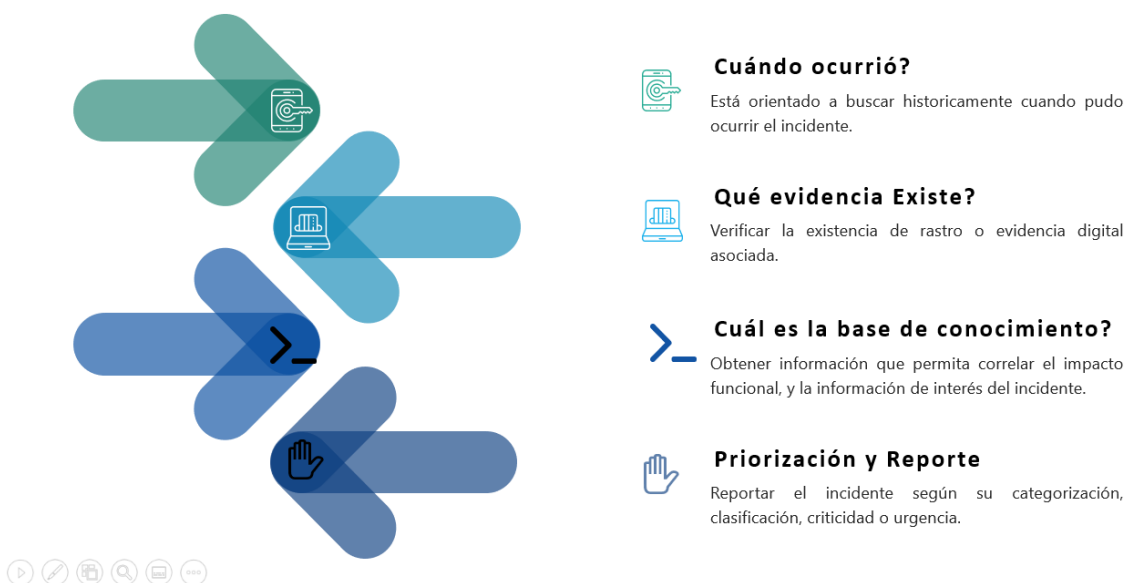 Cuándo ocurrió?
Está orientado a buscar historicamente cuando pudo
ocurrir el incidente.
Qué evidencia Existe?
Verificar la existencia de rastro o evidencia digital
asociada.
Cuál es la base de conocimiento?
Obtener información que permita correlar el impacto
funcional, y la información de interés del incidente.
Priorización y Reporte
Reportar el incidente según su categorización,
clasificación, criticidad o urgencia.